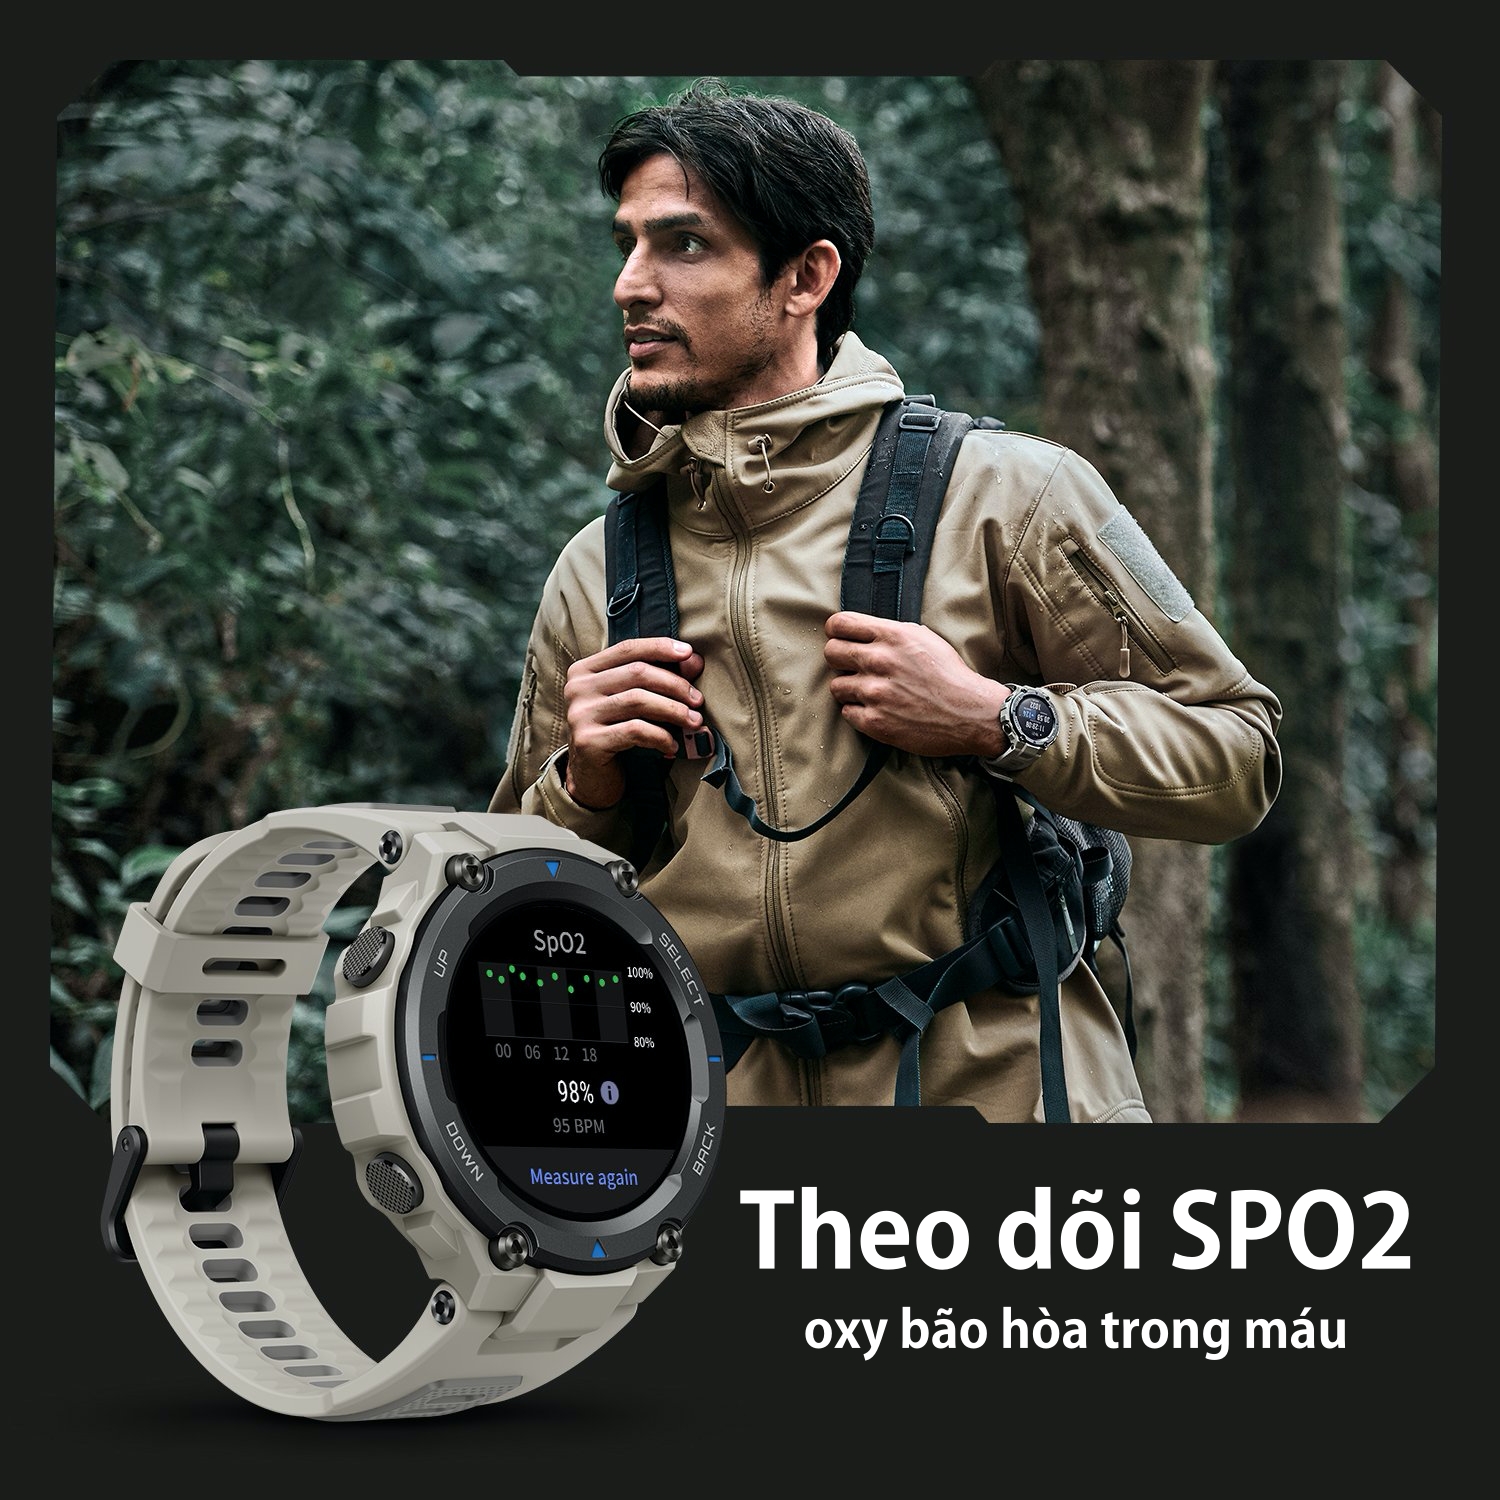 SpO2
100%
90%
80%
00 06 12 18
98% i
95 BPM
Measure again
UP
SELECT
DOWN
BACK
Theo dõi SPO2
oxy bão hòa trong máu